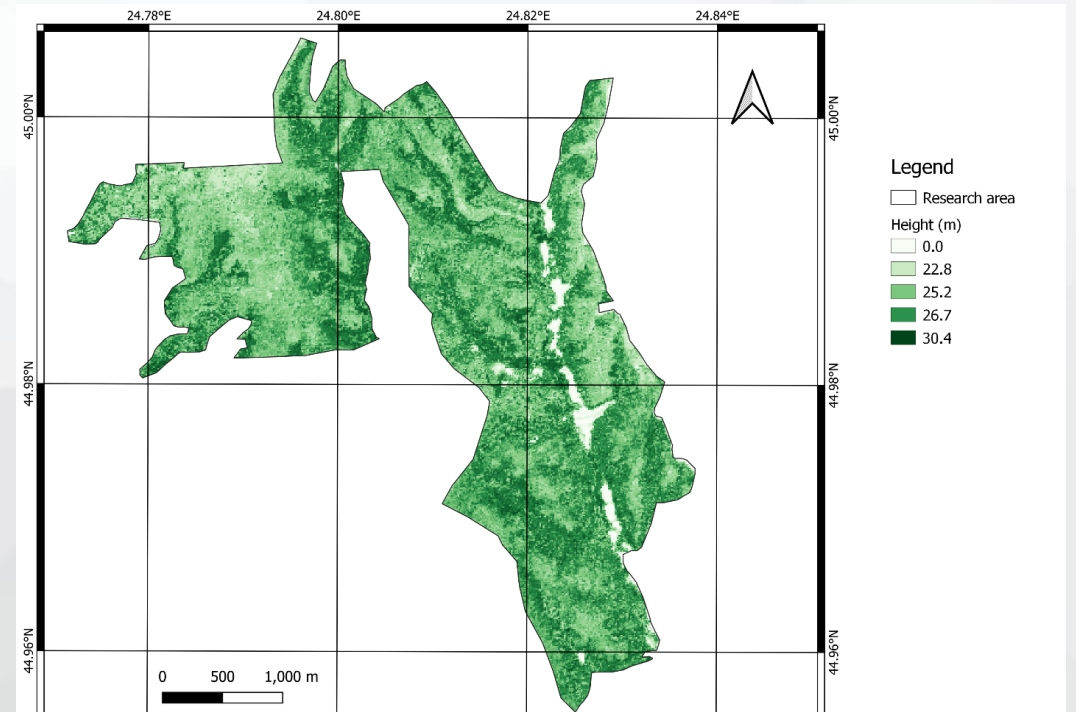 24.78°E 24.80°E 24.82°E 24.84°E
45.00°N
45.00°N
Legend
Research area
Height (m)
0.0
22.8
25.2
26.7
30.4
44.98°N
44.98°N
44.96°N
44.96°N
0 500 1,000 m